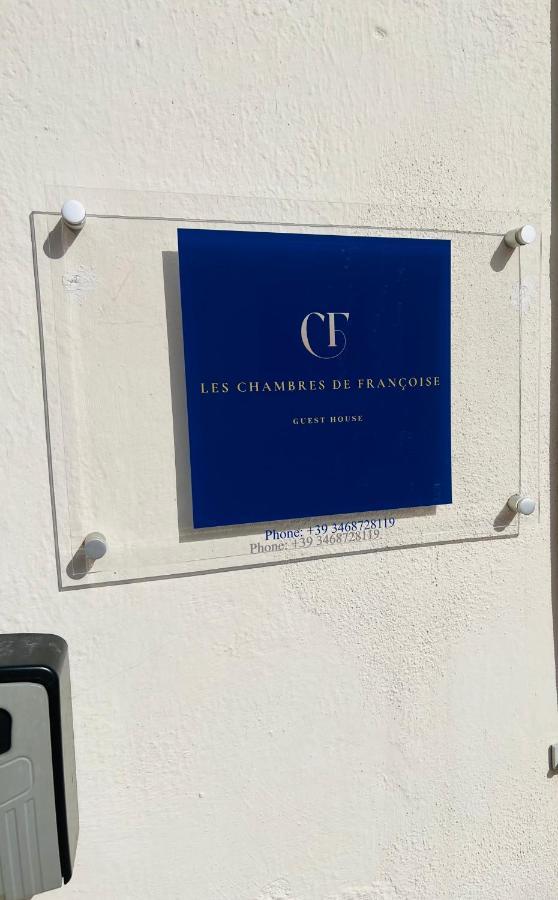 CF
LES CHAMBRES DE FRANÇOISE
GUEST HOUSE
Phone: +39 3468728119